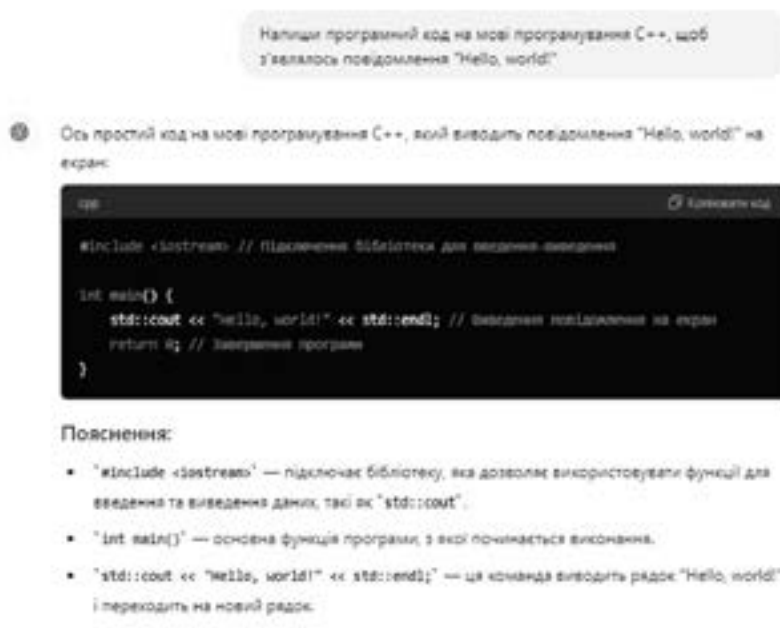 Напиши програмний код на мові програмування C++, щоб
з'явилось повідомлення "Hello, world!"
Ось простий код на мові програмування C++, який виводить повідомлення "Hello, world!" на
екран:
cpp
Копіювати код
#include <iostream> // Підключення бібліотеки для введення-виведення
int main() {
std::cout << "Hello, world!" << std::endl; // Виведення повідомлення на екран
return 0; // Завершення програми
}
Пояснення:
• `#include <iostream>` — підключає бібліотеку, яка дозволяє використовувати функції для
введення та виведення даних, такі як `std::cout`.
• `int main()` — основна функція програми, з якої починається виконання.
• `std::cout << "Hello, world!" << std::endl;` — ця команда виводить рядок "Hello, world!"
і переходить на новий рядок.